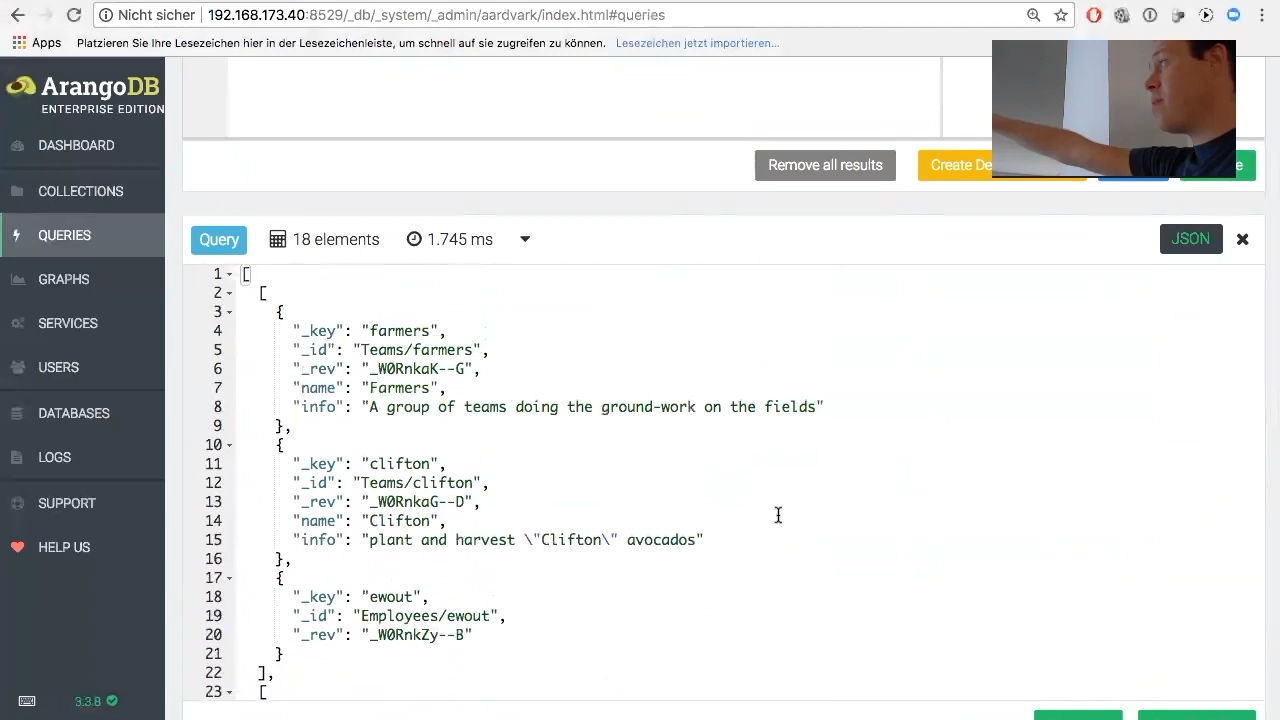 Nicht sicher 192.168.173.40:8529/_db/_system/_admin/aardvark/index.html#queries
Apps Platzieren Sie Ihre Lesezeichen hier in der Lesezeichenleiste, um schnell auf sie zugreifen zu können. Lesezeichen jetzt importieren...
ArangoDB
ENTERPRISE EDITION
DASHBOARD
COLLECTIONS
QUERIES
GRAPHS
SERVICES
USERS
DATABASES
LOGS
SUPPORT
HELP US
3.3.8
Remove all results Create De
Query 18 elements 1.745 ms JSON
1 [
2 [
3 {
4 "_key": "farmers",
5 "_id": "Teams/farmers",
6 "_rev": "_W0RnkaK--G",
7 "name": "Farmers",
8 "info": "A group of teams doing the ground-work on the fields"
9 },
10 {
11 "_key": "clifton",
12 "_id": "Teams/clifton",
13 "_rev": "_W0RnkaG--D",
14 "name": "Clifton",
15 "info": "plant and harvest \"Clifton\" avocados"
16 },
17 {
18 "_key": "ewout",
19 "_id": "Employees/ewout",
20 "_rev": "_W0RnkZy--B"
21 }
22 ],
23 [